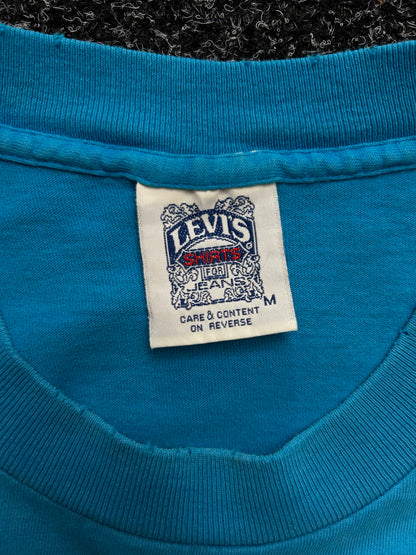 LEVI'S
SHIRTS
FOR
JEANS
M
CARE & CONTENT
ON REVERSE